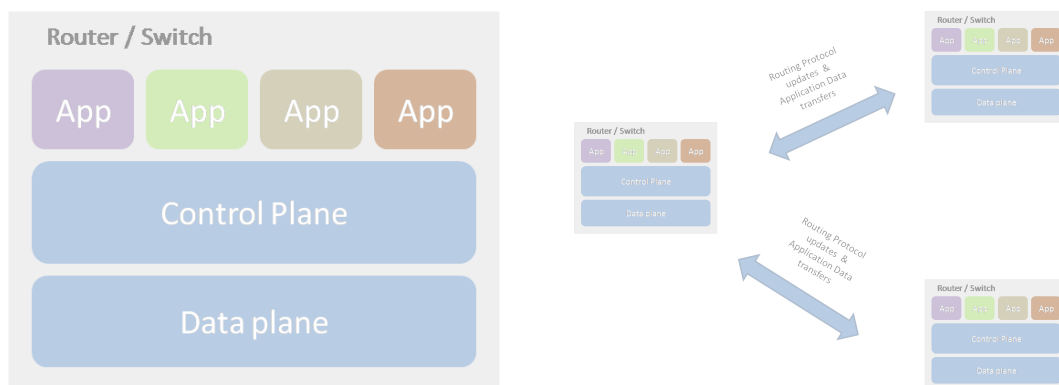 Router / Switch
App App App App
Control Plane
Data plane
Router / Switch
App App App App
Control Plane
Data plane
Routing Protocol
updates &
Application Data
transfers
Router / Switch
App App App App
Control Plane
Data plane
Routing Protocol
updates &
Application Data
transfers
Router / Switch
App App App App
Control Plane
Data plane